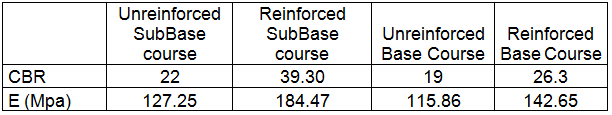 Unreinforced SubBase course Reinforced SubBase course Unreinforced Base Course Reinforced Base Course
CBR 22 39.30 19 26.3
E (Mpa) 127.25 184.47 115.86 142.65